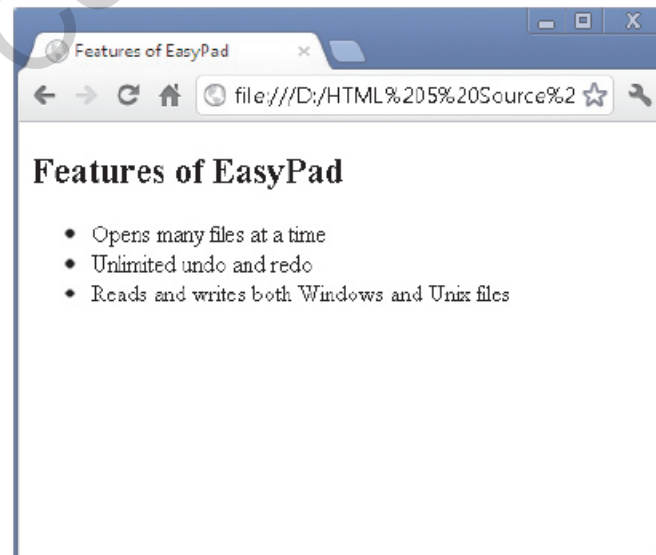 Features of EasyPad
file:///D:/HTML%205%20Source%2
Features of EasyPad
Opens many files at a time
Unlimited undo and redo
Reads and writes both Windows and Unix files